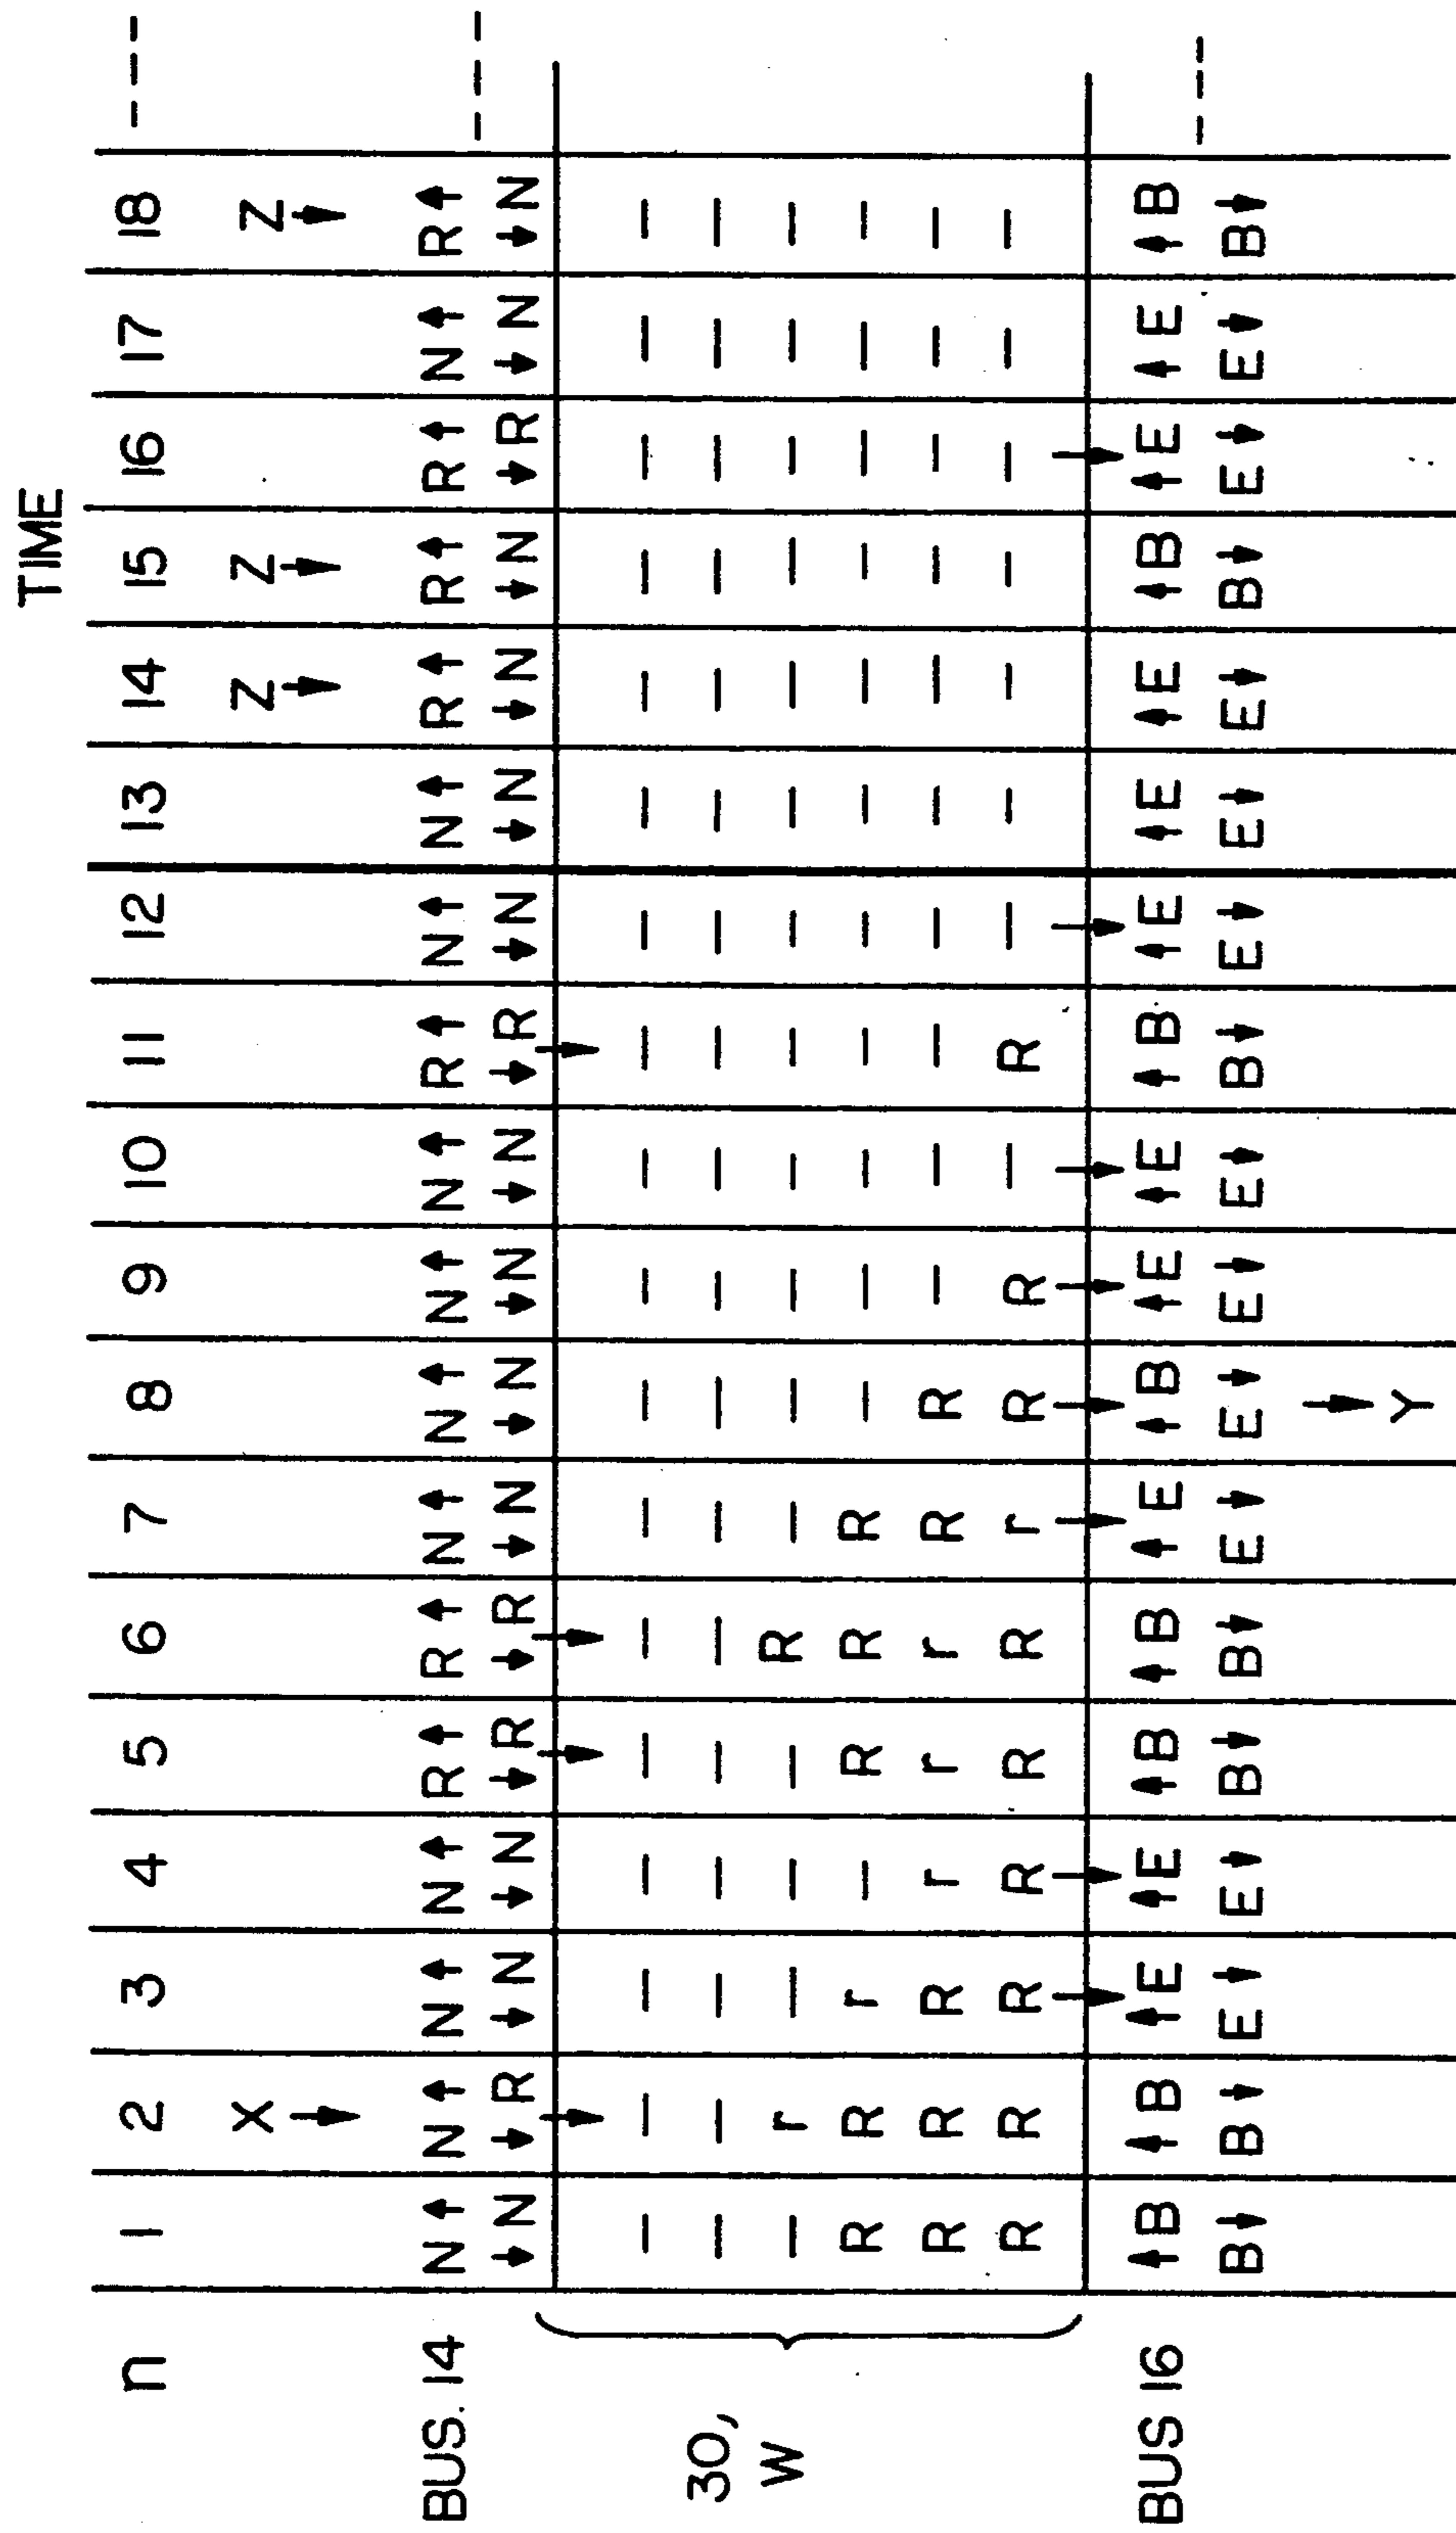 TIME
n 1 2 3 4 5 6 7 8 9 10 11 12 13 14 15 16 17 18 ---
X Z Z Z
↓ ↓ ↓ ↓
BUS. 14 N↑ N↑ N↑ N↑ R↑ R↑ N↑ N↑ N↑ N↑ R↑ N↑ N↑ R↑ R↑ R↑ N↑ R↑
↓N ↓R ↓N ↓N ↓R ↓R ↓N ↓N ↓N ↓N ↓R ↓N ↓N ↓N ↓N ↓R ↓N ↓N ---
– – – – – – – – – – – – – – – – – –
30, – – – – – – – – – – – – – – – – – –
W – r – – – R – – – – – – – – – – – –
R R r – R R R – – – – – – – – – – –
R R R r r r R R – – – – – – – – – –
R R R R R R r R R – R – – – – – – –
BUS 16 ↑B ↑B ↑E ↑E ↑B ↑B ↑E ↑B ↑E ↑E ↑B ↑E ↑E ↑E ↑B ↑E ↑E ↑B
B↓ B↓ E↓ E↓ B↓ B↓ E↓ E↓ E↓ E↓ B↓ E↓ E↓ E↓ B↓ E↓ E↓ B↓ ---
↓
Y